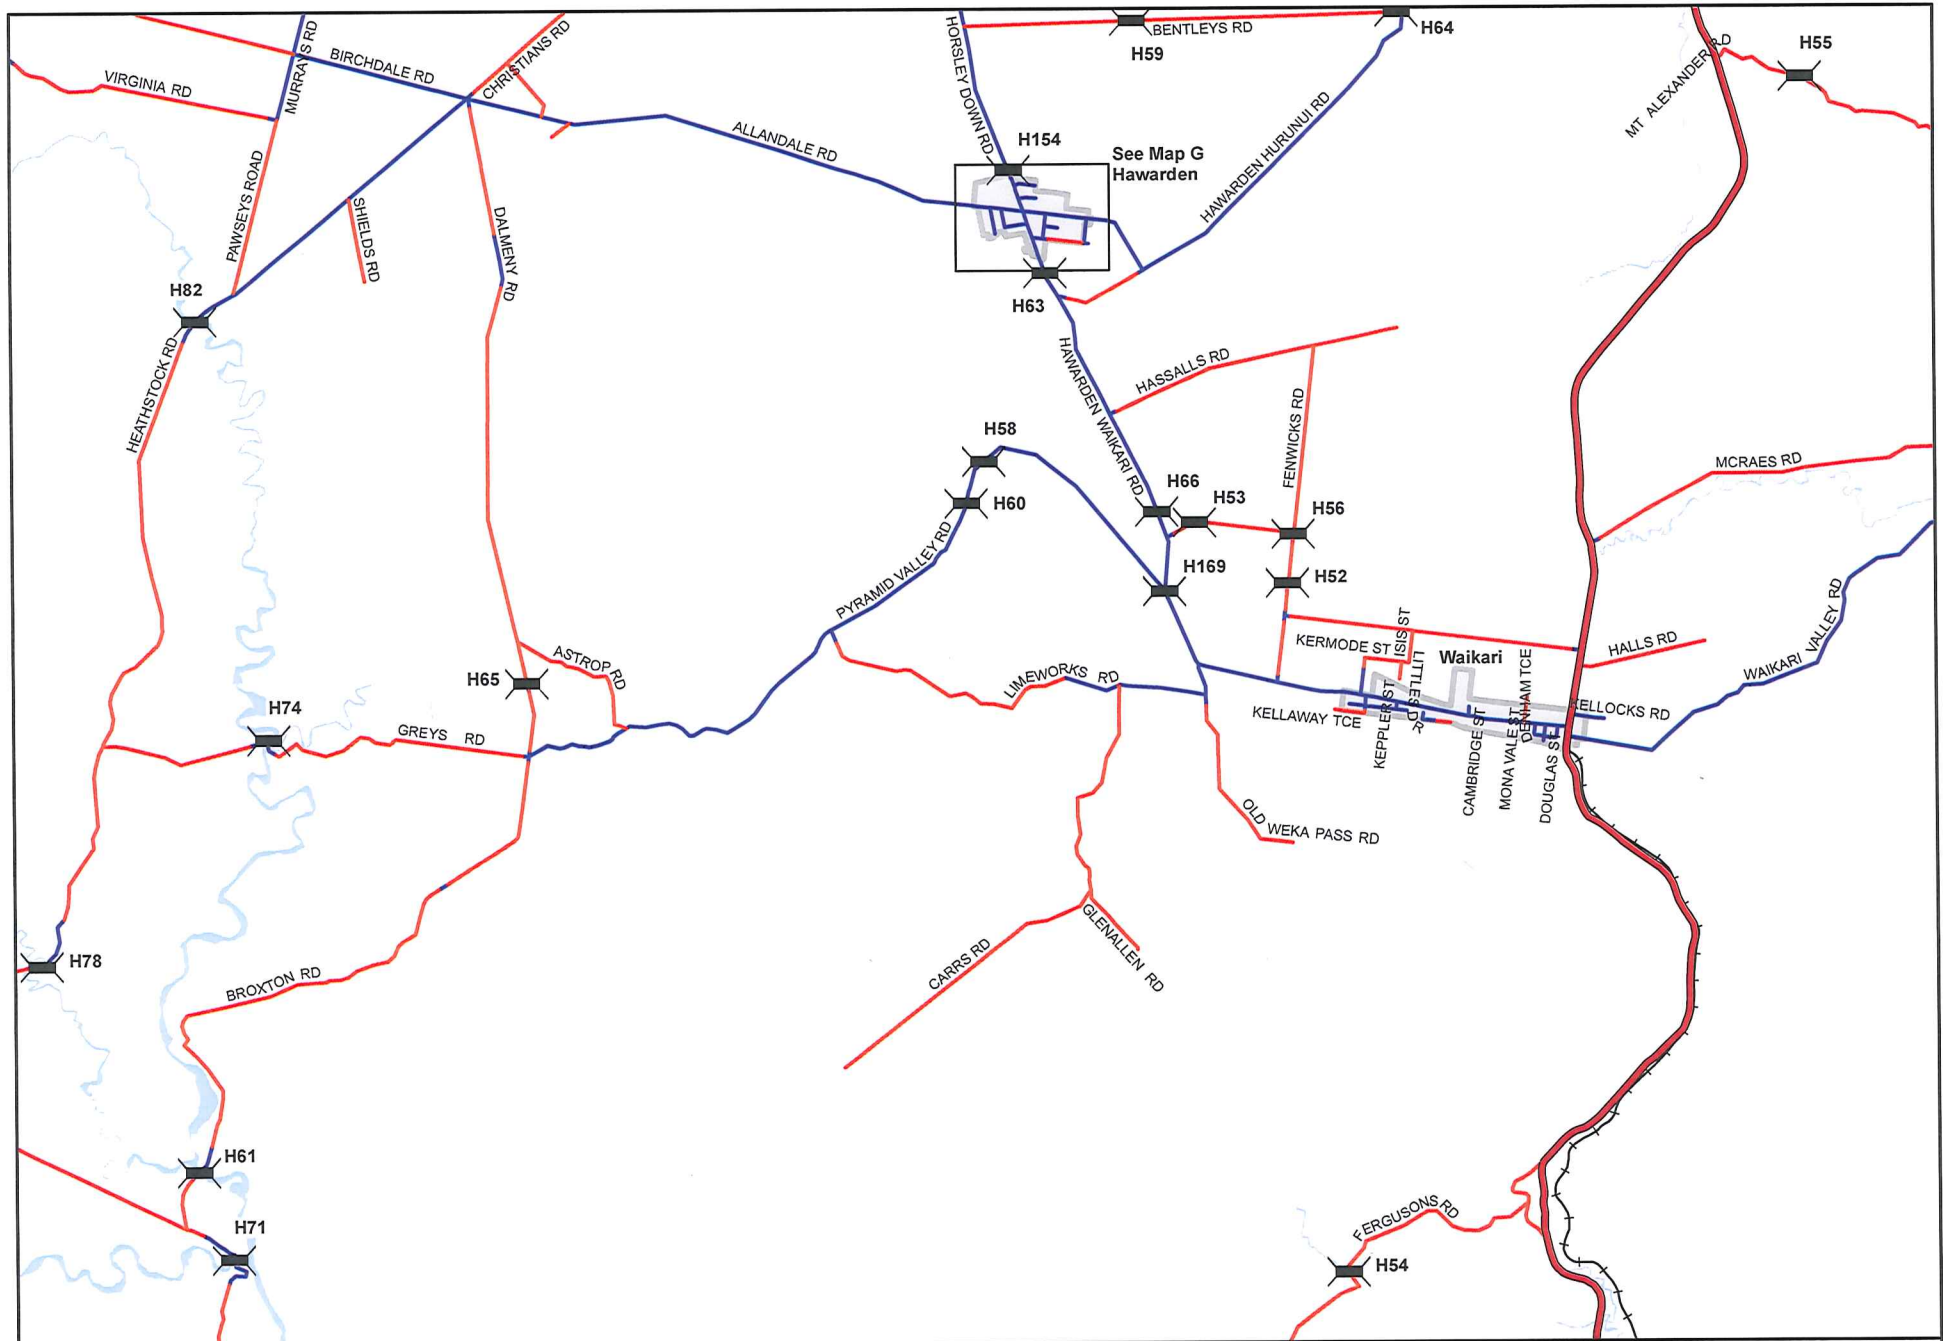 MURRAYS RD
BIRCHDALE RD
CHRISTIANS RD
HORSLEY DOWN RD
H59
BENTLEYS RD
H64
MT ALEXANDER RD
H55
VIRGINIA RD
ALLANDALE RD
H154
See Map G
Hawarden
HAWARDEN HURUNUI RD
PAWSEYS ROAD
SHIELDS RD
DALMENY RD
H82
H63
HEATHSTOCK RD
HAWARDEN WAIKARI RD
HASSALLS RD
FENWICKS RD
H58
H60
H66
H53
H56
MCRAES RD
PYRAMID VALLEY RD
H169
H52
WAIKARI VALLEY RD
KERMODE ST
ISIS ST
LITTLES DR
Waikari
DENHAM TCE
HALLS RD
ASTROP RD
H65
LIMEWORKS RD
KELLAWAY TCE
KEPPLER ST
CAMBRIDGE ST
MONA VALE ST
DOUGLAS ST
KELLOCKS RD
H74
GREYS RD
OLD WEKA PASS RD
H78
BROXTON RD
CARRS RD
GLENALLEN RD
H61
H71
FERGUSONS RD
H54